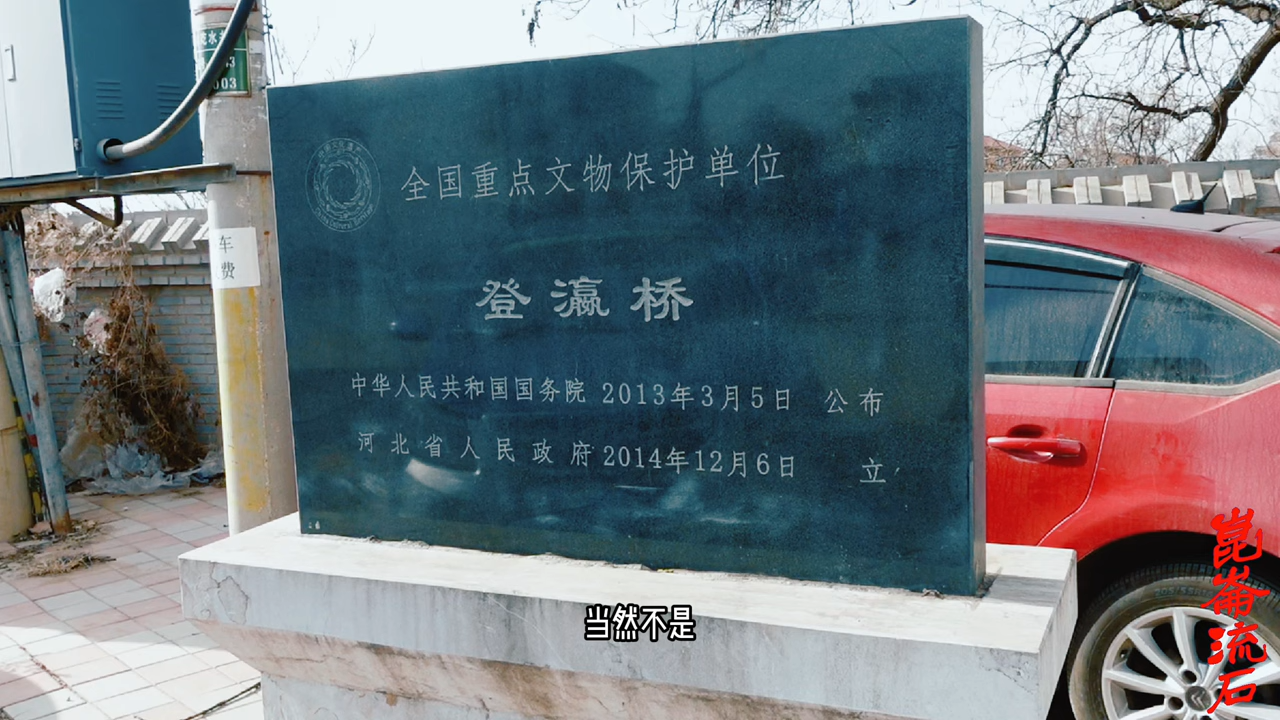 全国重点文物保护单位
登瀛桥
中华人民共和国国务院 2013年3月5日 公布
河北省人民政府2014年12月6日 立
车
费
003
当然不是
崑崙流石